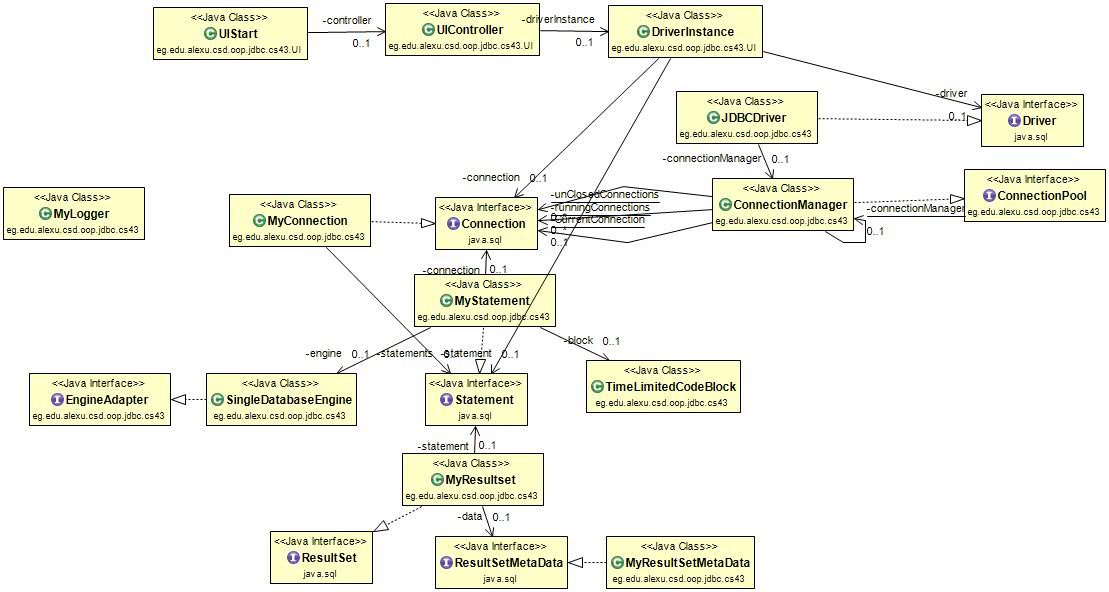 <<Java Class>>
UIStart
eg.edu.alexu.csd.oop.jdbc.cs43.UI
-controller
0..1
<<Java Class>>
UIController
eg.edu.alexu.csd.oop.jdbc.cs43.UI
-driverInstance
0..1
<<Java Class>>
DriverInstance
eg.edu.alexu.csd.oop.jdbc.cs43.UI
-driver
0..1
<<Java Class>>
JDBCDriver
eg.edu.alexu.csd.oop.jdbc.cs43
<<Java Interface>>
Driver
java.sql
-connectionManager
0..1
-connection
0..1
<<Java Class>>
MyLogger
eg.edu.alexu.csd.oop.jdbc.cs43
<<Java Class>>
MyConnection
eg.edu.alexu.csd.oop.jdbc.cs43
<<Java Interface>>
Connection
java.sql
-unClosedConnections
-runningConnections
-currentConnection
0..*
0..1
<<Java Class>>
ConnectionManager
eg.edu.alexu.csd.oop.jdbc.cs43
-connectionManager
0..1
<<Java Interface>>
ConnectionPool
eg.edu.alexu.csd.oop.jdbc.cs43
-connection
0..1
<<Java Class>>
MyStatement
eg.edu.alexu.csd.oop.jdbc.cs43
-engine
0..1
-statements
0..*
-statement
0..1
-block
0..1
<<Java Interface>>
EngineAdapter
eg.edu.alexu.csd.oop.jdbc.cs43
<<Java Class>>
SingleDatabaseEngine
eg.edu.alexu.csd.oop.jdbc.cs43
<<Java Interface>>
Statement
java.sql
<<Java Class>>
TimeLimitedCodeBlock
eg.edu.alexu.csd.oop.jdbc.cs43
-statement
0..1
<<Java Class>>
MyResultset
eg.edu.alexu.csd.oop.jdbc.cs43
-data
0..1
<<Java Interface>>
ResultSet
java.sql
<<Java Interface>>
ResultSetMetaData
java.sql
<<Java Class>>
MyResultSetMetaData
eg.edu.alexu.csd.oop.jdbc.cs43